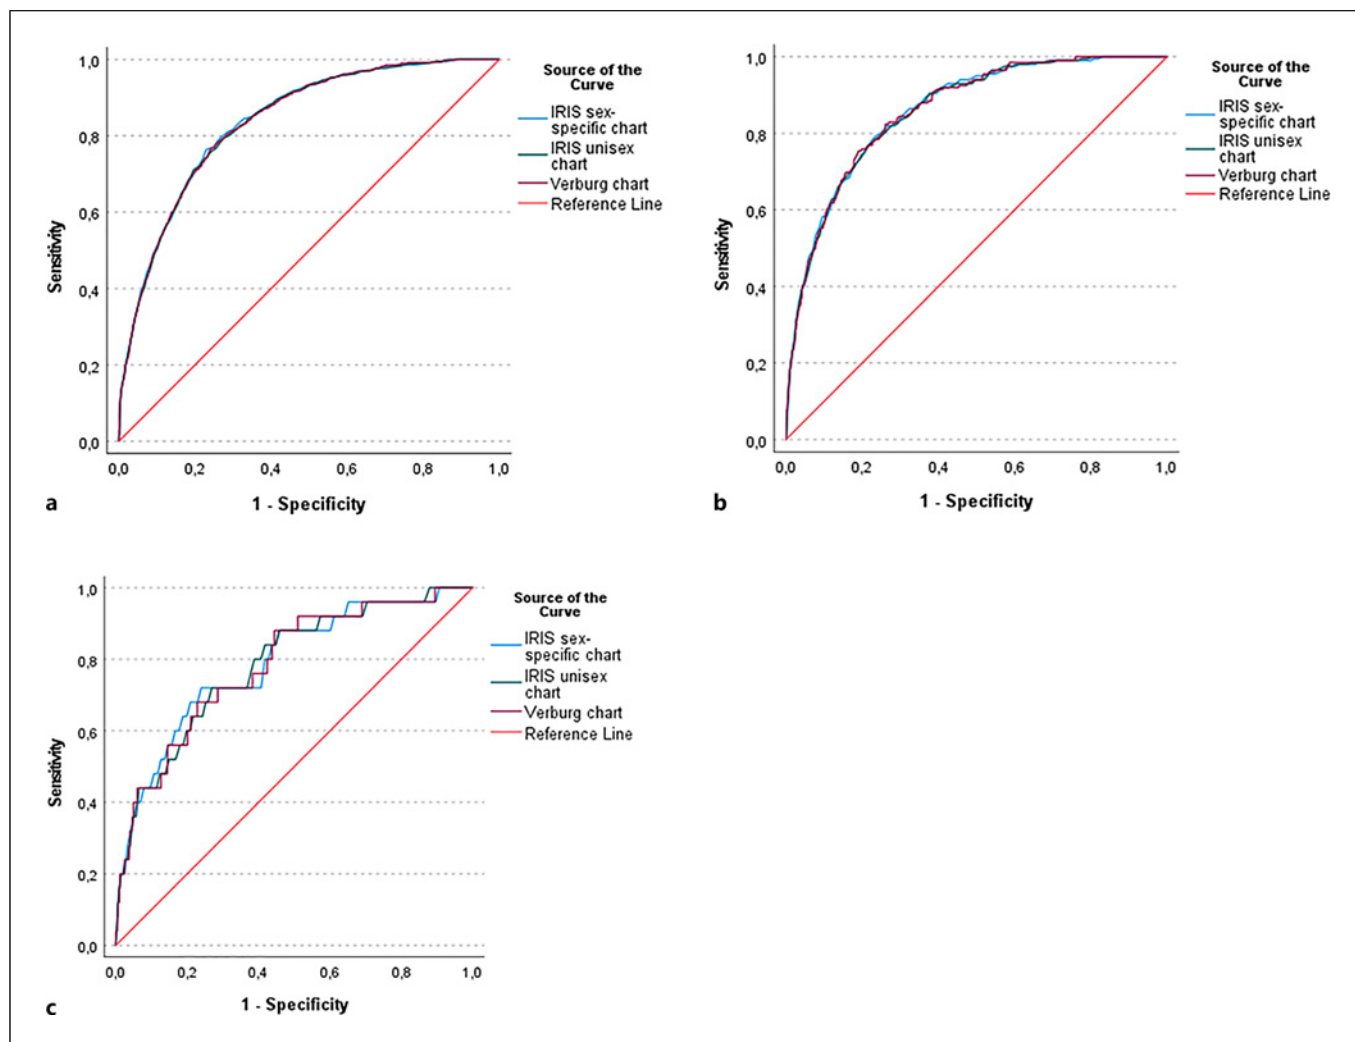 1,0
0,8
0,6
0,4
0,2
0,0
Sensitivity
0,0 0,2 0,4 0,6 0,8 1,0
1 - Specificity
Source of the
Curve
IRIS sex-
specific chart
IRIS unisex
chart
Verburg chart
Reference Line
a
1,0
0,8
0,6
0,4
0,2
0,0
Sensitivity
0,0 0,2 0,4 0,6 0,8 1,0
1 - Specificity
Source of the
Curve
IRIS sex-
specific chart
IRIS unisex
chart
Verburg chart
Reference Line
b
1,0
0,8
0,6
0,4
0,2
0,0
Sensitivity
0,0 0,2 0,4 0,6 0,8 1,0
1 - Specificity
Source of the
Curve
IRIS sex-
specific chart
IRIS unisex
chart
Verburg chart
Reference Line
c